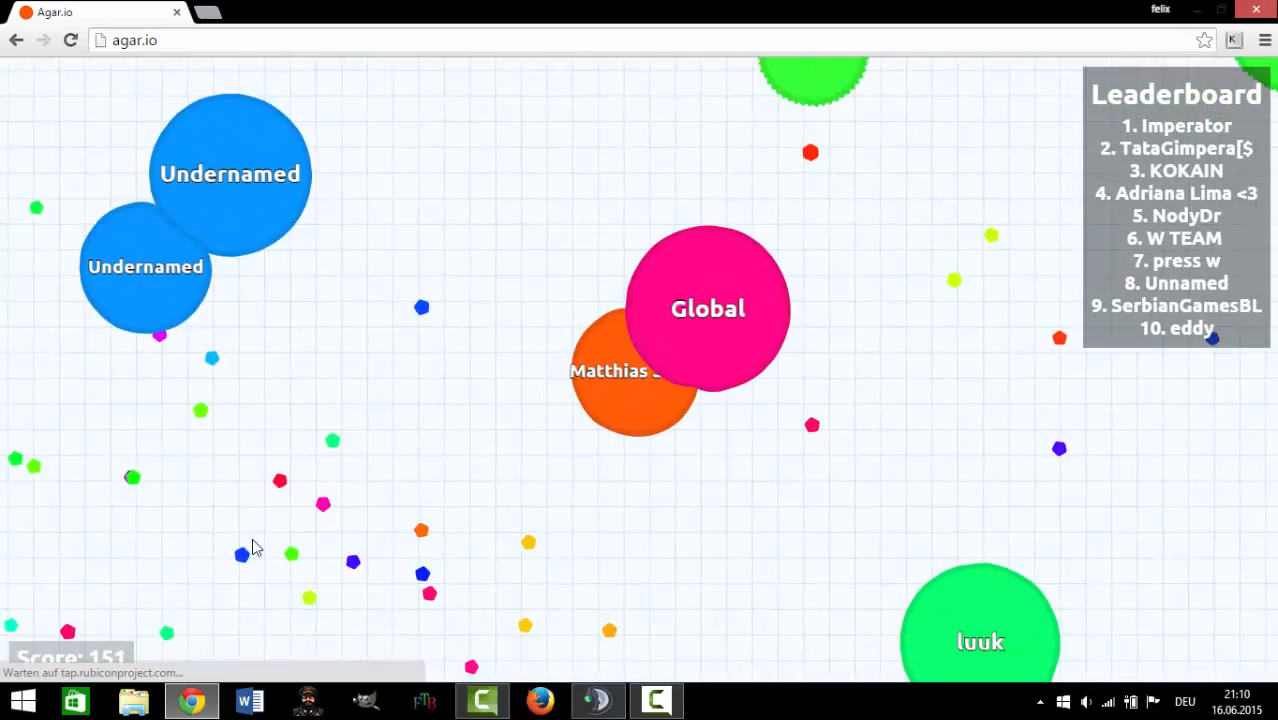 Agar.io
felix
agar.io
K
Leaderboard
1. Imperator
2. TataGimpera[$
3. KOKAIN
4. Adriana Lima <3
5. NodyDr
6. W TEAM
7. press w
8. Unnamed
9. SerbianGamesBL
10. eddy
Undernamed
Undernamed
Global
Matthias
luuk
Score: 151
Warten auf tap.rubiconproject.com...
W
FTB
DEU
21:10
16.06.2015